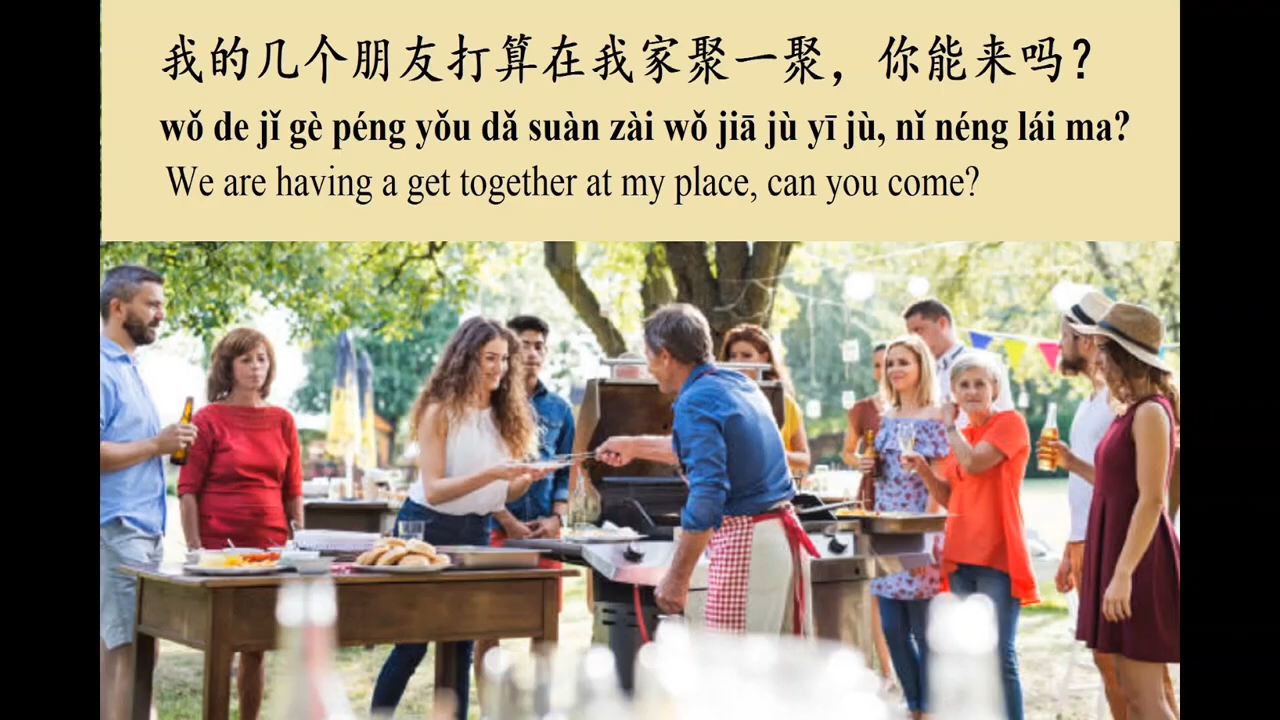 我的几个朋友打算在我家聚一聚，你能来吗？
wǒ de jǐ gè péng yǒu dǎ suàn zài wǒ jiā jù yī jù, nǐ néng lái ma?
We are having a get together at my place, can you come?